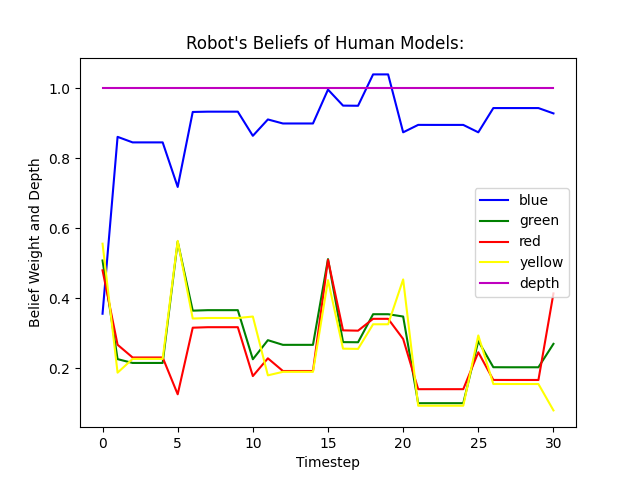 Robot's Beliefs of Human Models:
1.0
0.8
0.6
0.4
0.2
Belief Weight and Depth
blue
green
red
yellow
depth
0 5 10 15 20 25 30
Timestep